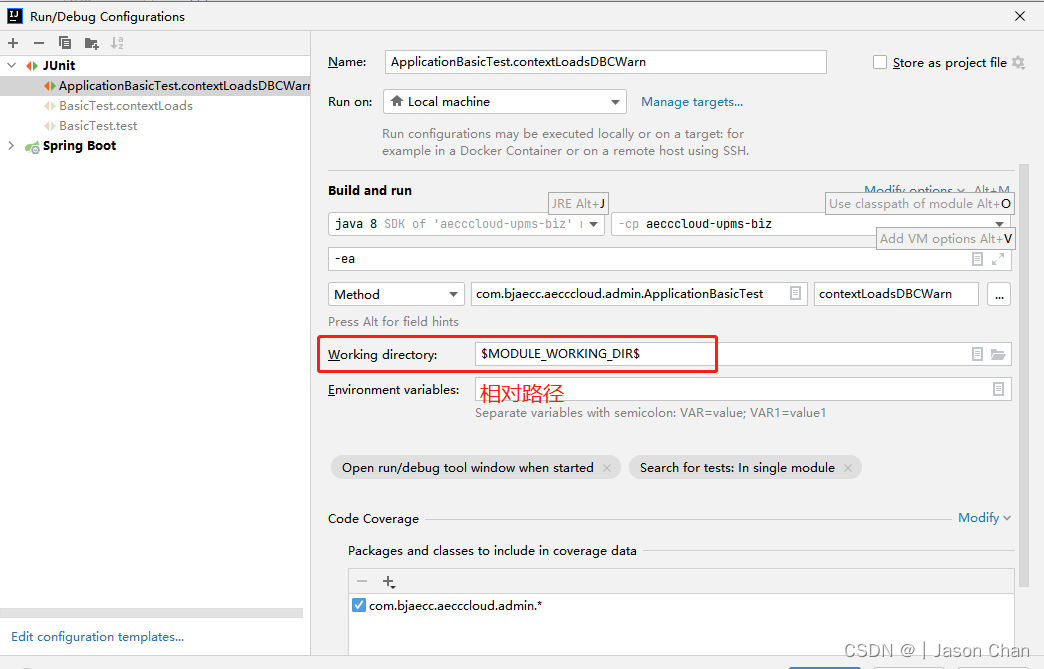 Run/Debug Configurations
JUnit
ApplicationBasicTest.contextLoadsDBCWarn
BasicTest.contextLoads
BasicTest.test
Spring Boot
Edit configuration templates...
Name: ApplicationBasicTest.contextLoadsDBCWarn
Store as project file
Run on: Local machine
Manage targets...
Run configurations may be executed locally or on a target: for
example in a Docker Container or on a remote host using SSH.
Build and run
Modify options Alt+M
JRE Alt+J
Use classpath of module Alt+O
java 8 SDK of 'aecccloud-upms-biz'
-cp aecccloud-upms-biz
Add VM options Alt+V
-ea
Method
com.bjaecc.aecccloud.admin.ApplicationBasicTest
contextLoadsDBCWarn
...
Press Alt for field hints
Working directory: $MODULE_WORKING_DIR$
Environment variables:
相对路径
Separate variables with semicolon: VAR=value; VAR1=value1
Open run/debug tool window when started
Search for tests: In single module
Code Coverage
Modify
Packages and classes to include in coverage data
com.bjaecc.aecccloud.admin.*
CSDN @丨Jason Chan